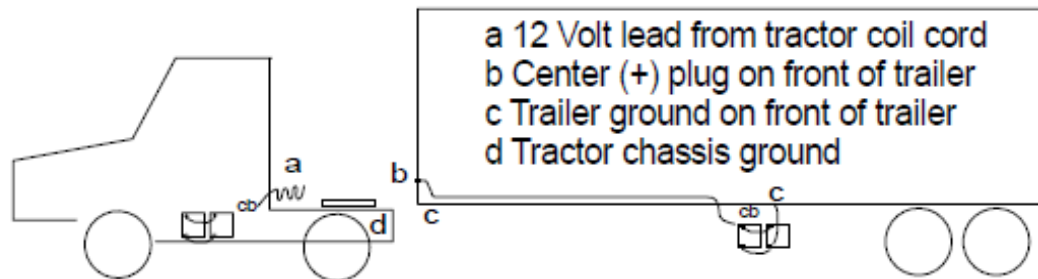 a 12 Volt lead from tractor coil cord
b Center (+) plug on front of trailer
c Trailer ground on front of trailer
d Tractor chassis ground
a
b
cb
c
c
d
cb